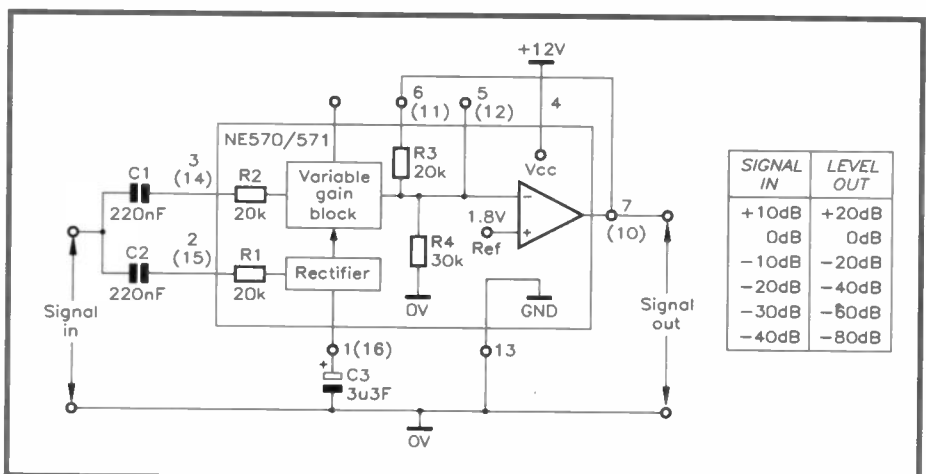 +12V
6
(11)
5
(12)
4
NE570/571
Vcc
C1
220nF
3
(14)
R2
20k
Variable
gain
block
R3
20k
1.8V
Ref
−
+
7
(10)
C2
220nF
2
(15)
R1
20k
Rectifier
R4
30k
0V
GND
Signal
in
Signal
out
1(16)
+
C3
3u3F
13
0V
SIGNAL LEVEL
IN OUT
+10dB +20dB
0dB 0dB
−10dB −20dB
−20dB −40dB
−30dB −60dB
−40dB −80dB